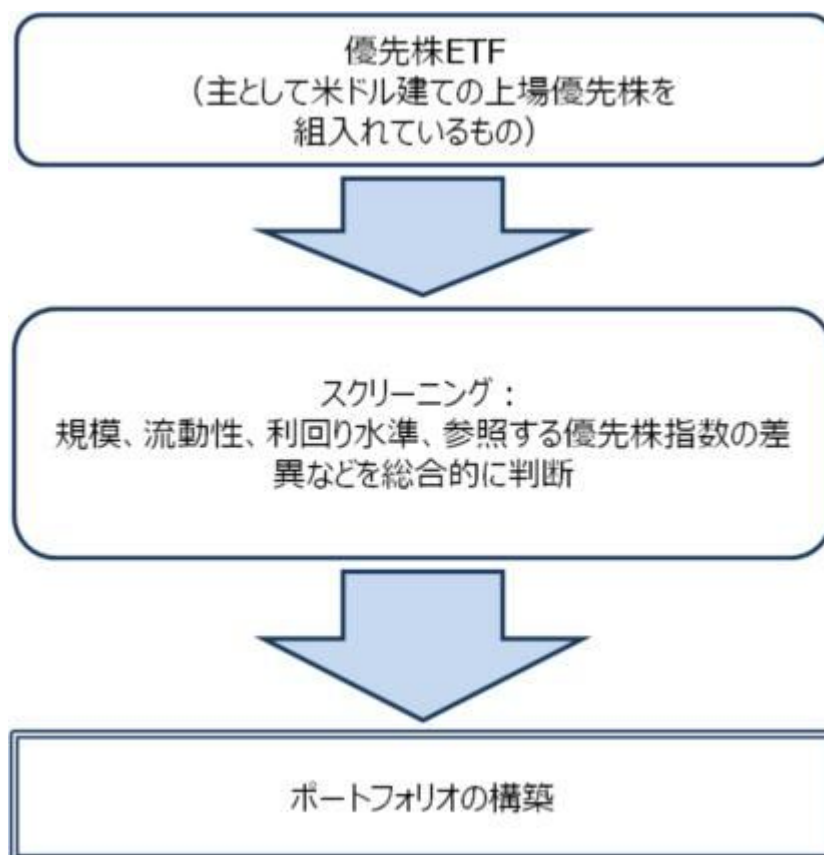 優先株ETF
（主として米ドル建ての上場優先株を
組入れているもの）
スクリーニング：
規模、流動性、利回り水準、参照する優先株指数の差
異などを総合的に判断
ポートフォリオの構築